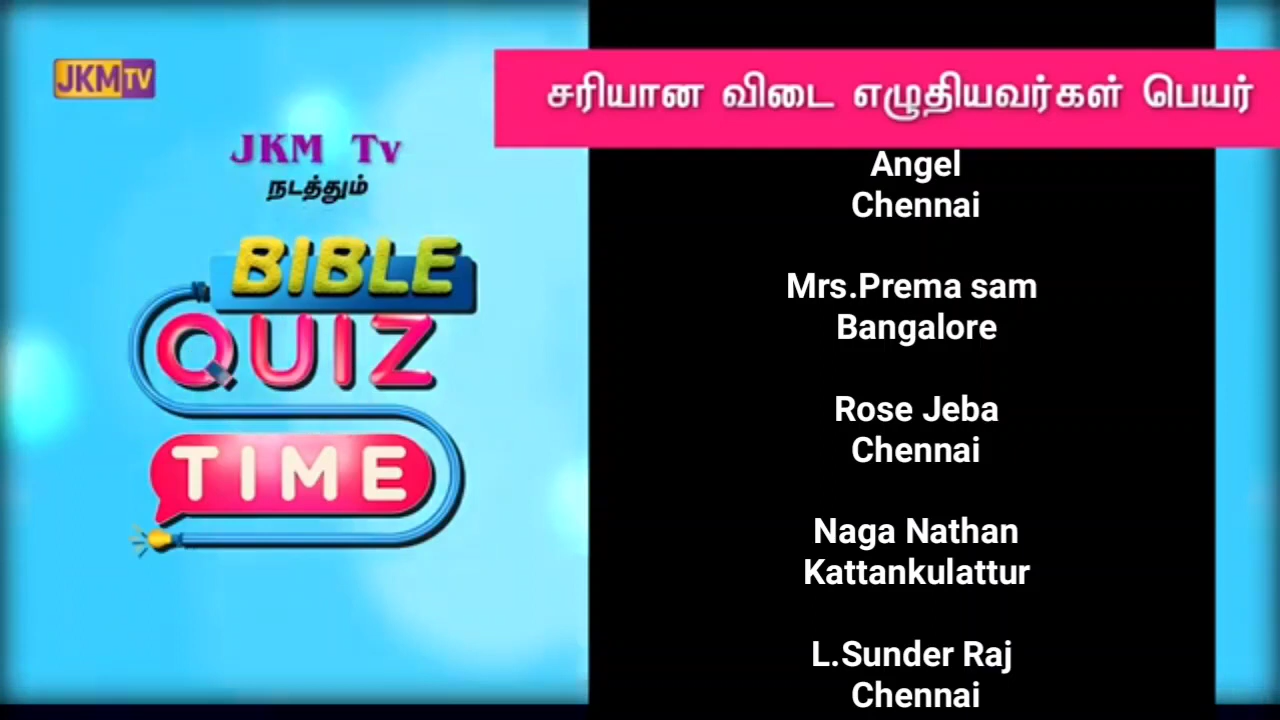 JKM TV
JKM Tv
நடத்தும்
BIBLE
QUIZ
TIME
சரியான விடை எழுதியவர்கள் பெயர்
Angel
Chennai
Mrs.Prema sam
Bangalore
Rose Jeba
Chennai
Naga Nathan
Kattankulattur
L.Sunder Raj
Chennai